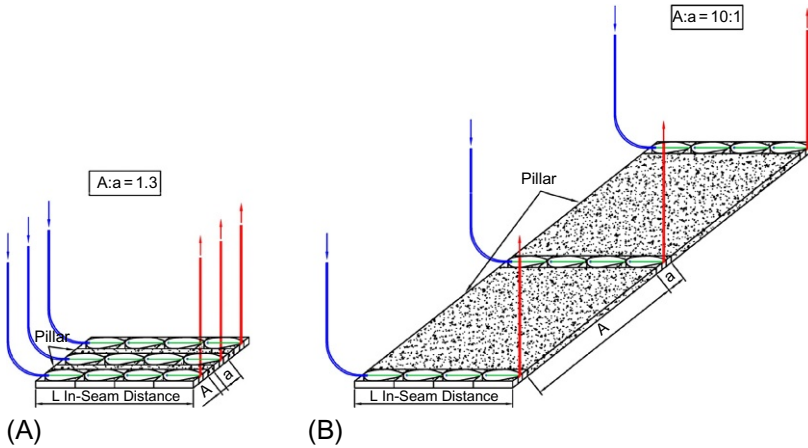 A:a = 1.3
Pillar
A
a
L In-Seam Distance
(A)
A:a = 10:1
Pillar
a
A
L In-Seam Distance
(B)